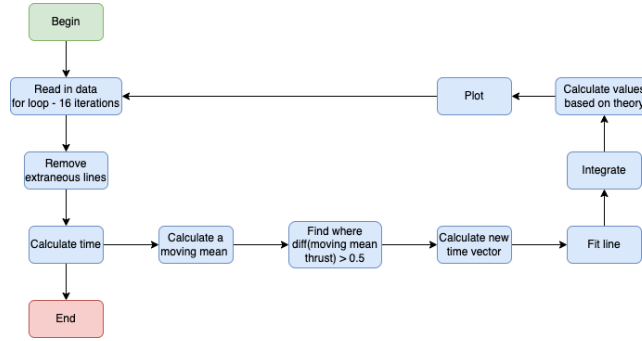 Begin
Read in data
for loop - 16 iterations
Plot
Calculate values
based on theory
Remove
extraneous lines
Integrate
Calculate time
Calculate a
moving mean
Find where
diff(moving mean
thrust) > 0.5
Calculate new
time vector
Fit line
End